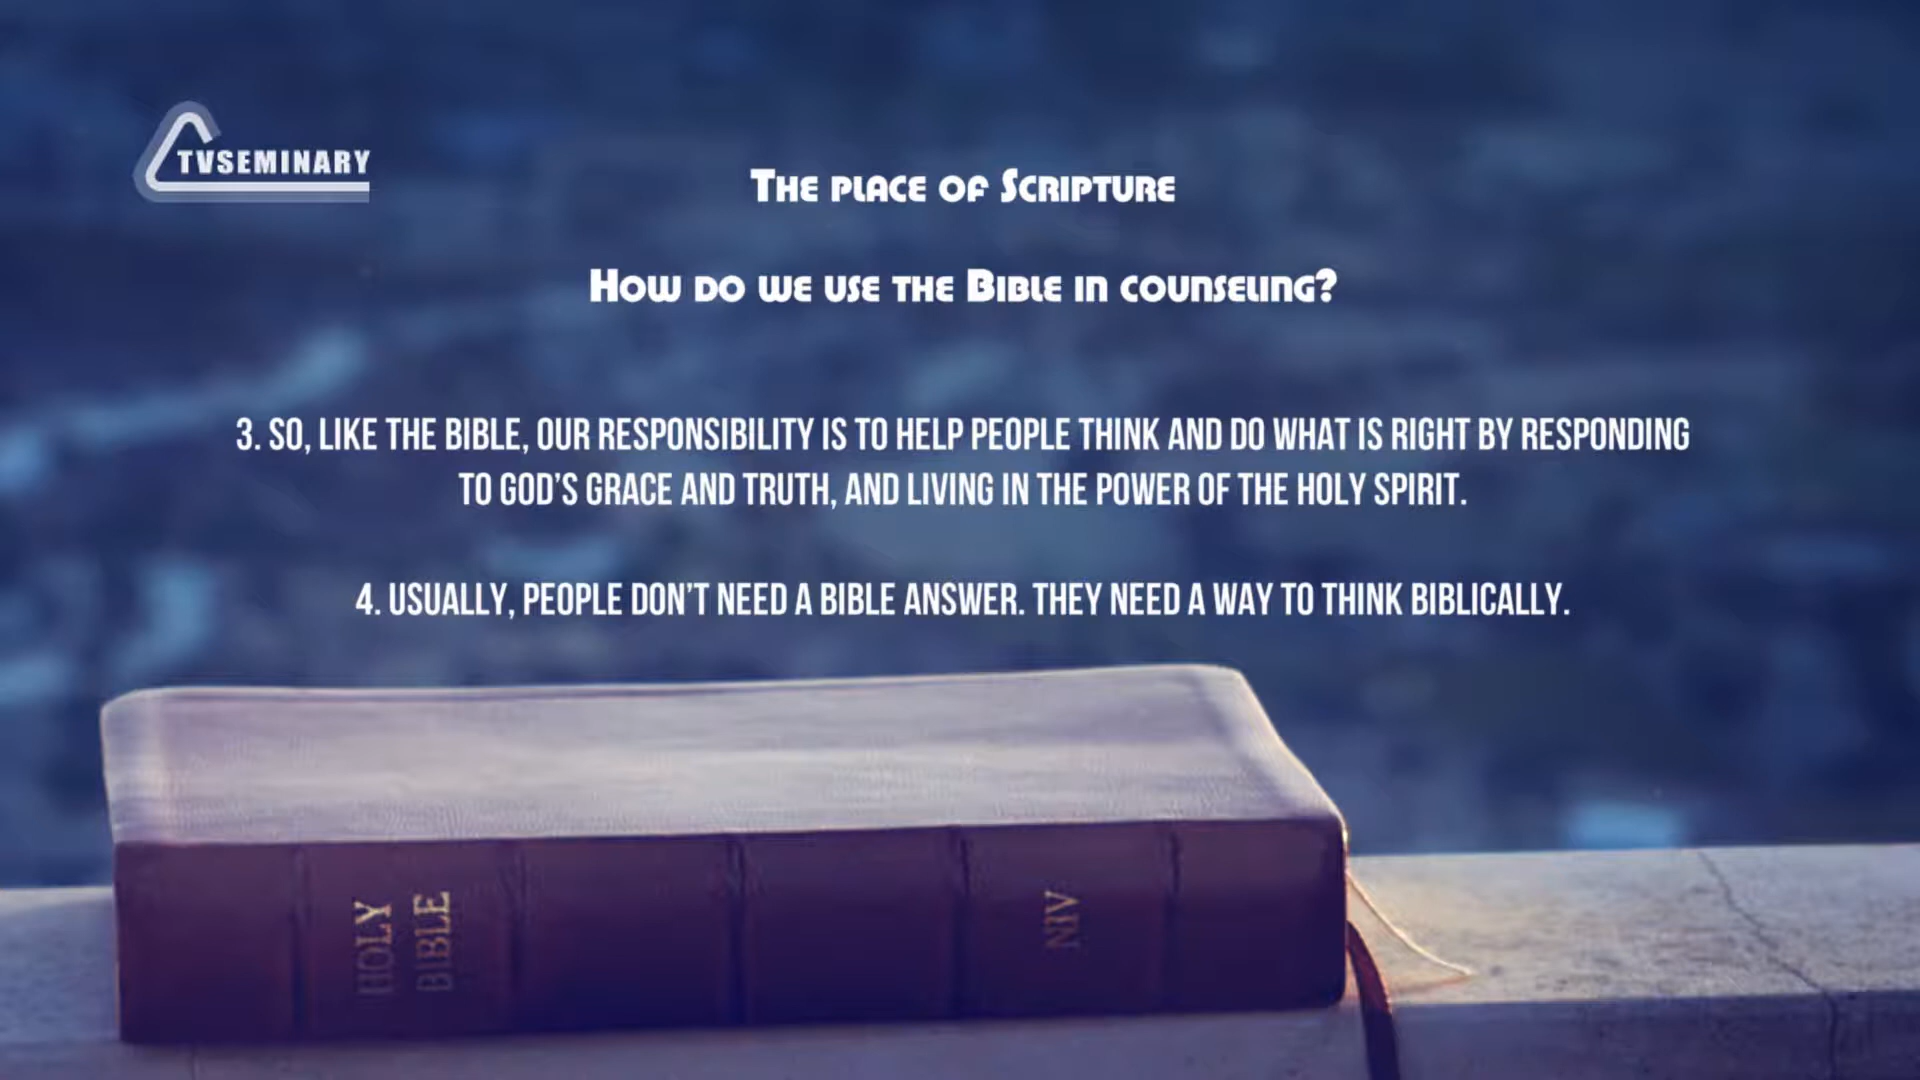 TVSEMINARY
The place of Scripture
How do we use the Bible in counseling?
3. SO, LIKE THE BIBLE, OUR RESPONSIBILITY IS TO HELP PEOPLE THINK AND DO WHAT IS RIGHT BY RESPONDING
TO GOD'S GRACE AND TRUTH, AND LIVING IN THE POWER OF THE HOLY SPIRIT.
4. USUALLY, PEOPLE DON'T NEED A BIBLE ANSWER. THEY NEED A WAY TO THINK BIBLICALLY.
HOLY
BIBLE
NIV